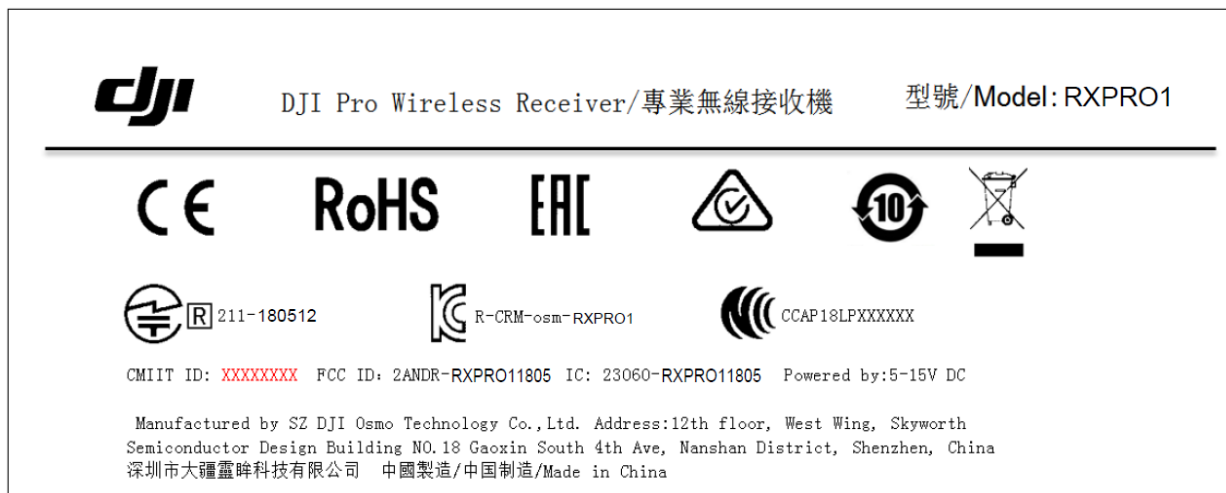 dji DJI Pro Wireless Receiver/專業無線接收機 型號/Model: RXPRO1
CE RoHS EAC 10
R 211-180512 R-CRM-osm-RXPRO1 CCAP18LPXXXXXX
CMIIT ID: XXXXXXXX FCC ID: 2ANDR-RXPRO11805 IC: 23060-RXPRO11805 Powered by:5-15V DC
Manufactured by SZ DJI Osmo Technology Co.,Ltd. Address:12th floor, West Wing, Skyworth
Semiconductor Design Building NO.18 Gaoxin South 4th Ave, Nanshan District, Shenzhen, China
深圳市大疆靈眸科技有限公司 中國製造/中国制造/Made in China